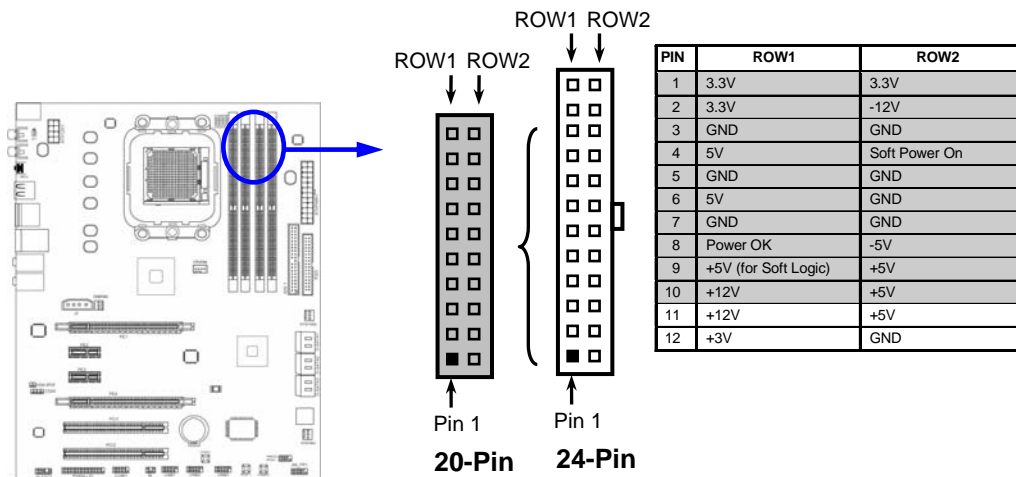 ROW1 ROW2
ROW1 ROW2
Pin 1
Pin 1
20-Pin
24-Pin
PIN ROW1 ROW2
1 3.3V 3.3V
2 3.3V -12V
3 GND GND
4 5V Soft Power On
5 GND GND
6 5V GND
7 GND GND
8 Power OK -5V
9 +5V (for Soft Logic) +5V
10 +12V +5V
11 +12V +5V
12 +3V GND